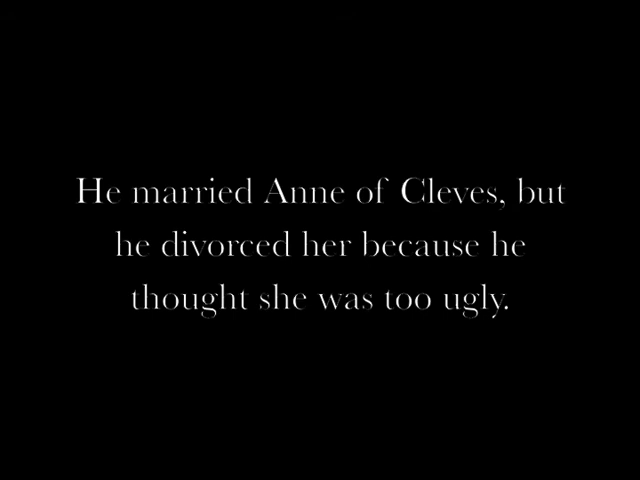 He married Anne of Cleves, but
he divorced her because he
thought she was too ugly.